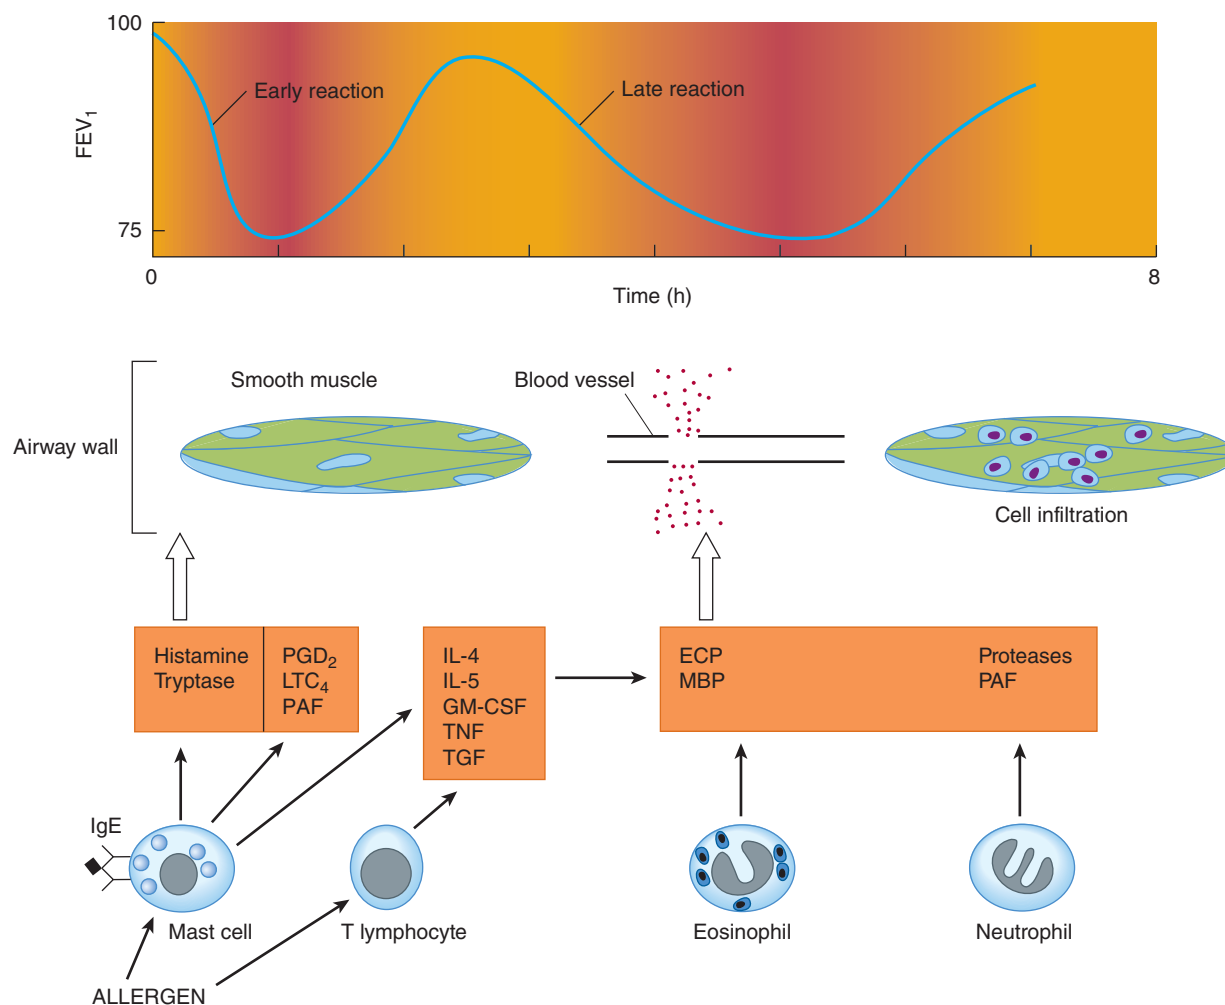 100
FEV₁
75
Early reaction
Late reaction
0
8
Time (h)
Airway wall
Smooth muscle
Blood vessel
Cell infiltration
Histamine
Tryptase
PGD₂
LTC₄
PAF
IL-4
IL-5
GM-CSF
TNF
TGF
ECP
MBP
Proteases
PAF
IgE
Mast cell
T lymphocyte
Eosinophil
Neutrophil
ALLERGEN